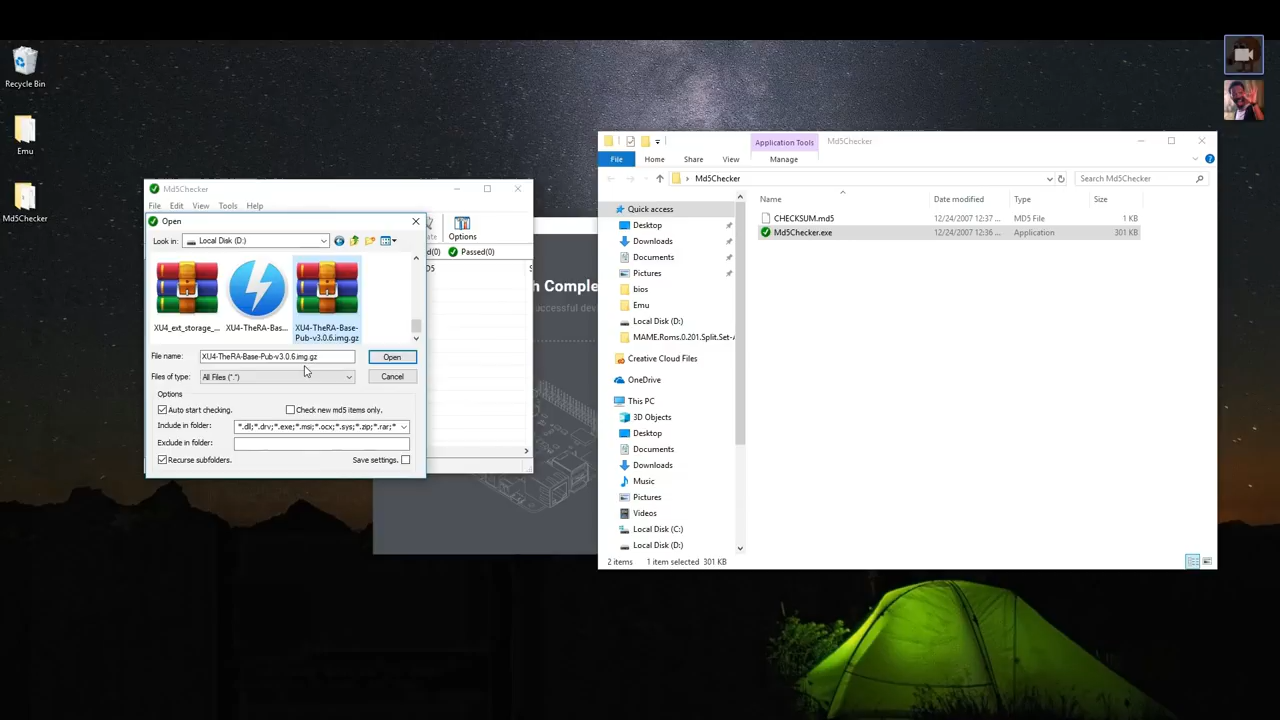 Recycle Bin
Emu
Md5Checker
Md5Checker
File Edit View Tools Help
Options
d(0) Passed(0)
D5
Open
Look in: Local Disk (D:)
XU4_ext_storage_... XU4-TheRA-Bas... XU4-TheRA-Base-
Pub-v3.0.6.img.gz
File name: XU4-TheRA-Base-Pub-v3.0.6.img.gz Open
Files of type: All Files (*.*) Cancel
Options
Auto start checking. Check new md5 items only.
Include in folder: *.dll;*.drv;*.exe;*.msi;*.ocx;*.sys;*.zip;*.rar;*
Exclude in folder:
Recurse subfolders. Save settings.
h Comple
uccessful de
Application Tools Md5Checker
File Home Share View Manage
Md5Checker Search Md5Checker
Name Date modified Type Size
CHECKSUM.md5 12/24/2007 12:37 ... MD5 File 1 KB
Md5Checker.exe 12/24/2007 12:36 ... Application 301 KB
Quick access
Desktop
Downloads
Documents
Pictures
bios
Emu
Local Disk (D:)
MAME.Roms.0.201.Split.Set-
Creative Cloud Files
OneDrive
This PC
3D Objects
Desktop
Documents
Downloads
Music
Pictures
Videos
Local Disk (C:)
Local Disk (D:)
2 items 1 item selected 301 KB